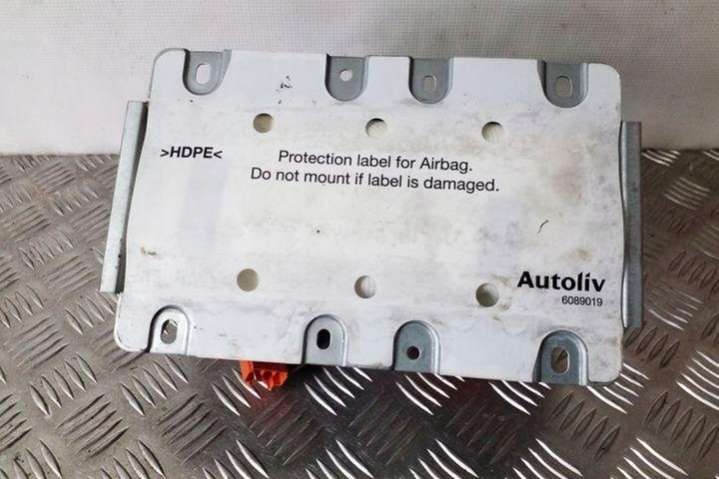 >HDPE<
Protection label for Airbag.
Do not mount if label is damaged.
Autoliv
6089019